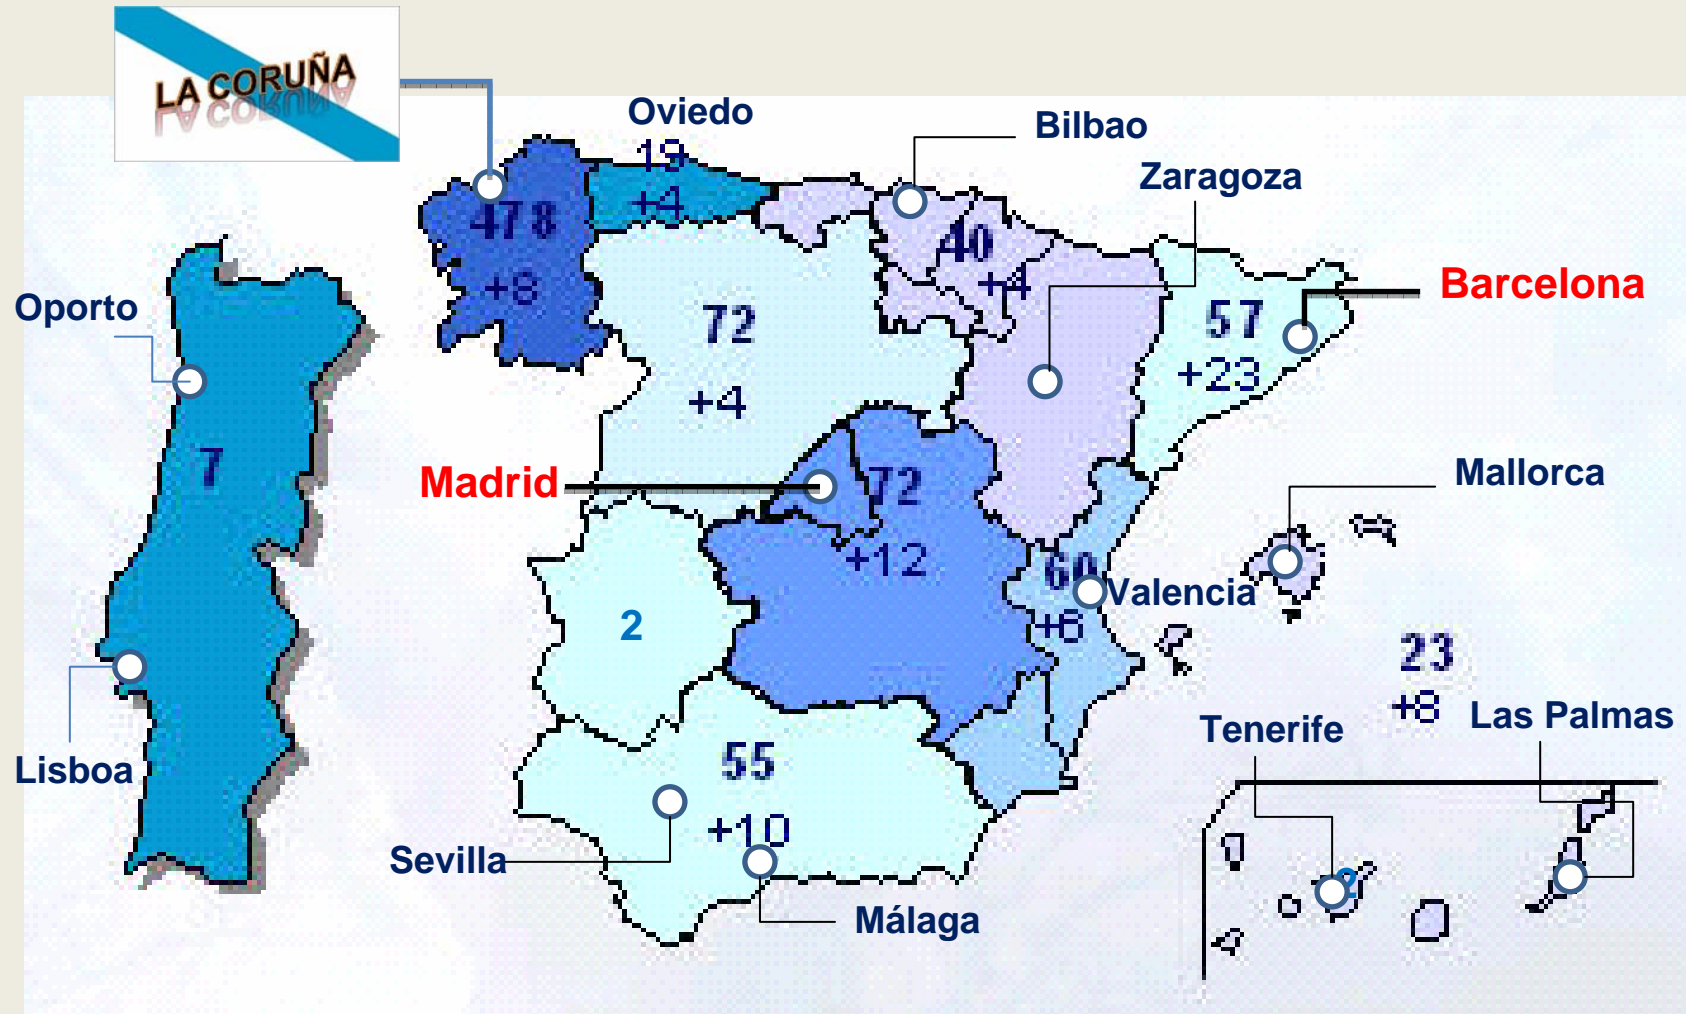 LA CORUÑA
Oviedo
19
+4
Bilbao
Zaragoza
478
+8
40
+4
Barcelona
57
+23
Oporto
72
+4
7
Madrid
72
+12
Mallorca
60
+6
Valencia
2
23
+8
Lisboa
55
+10
Tenerife
Las Palmas
Sevilla
2
Málaga